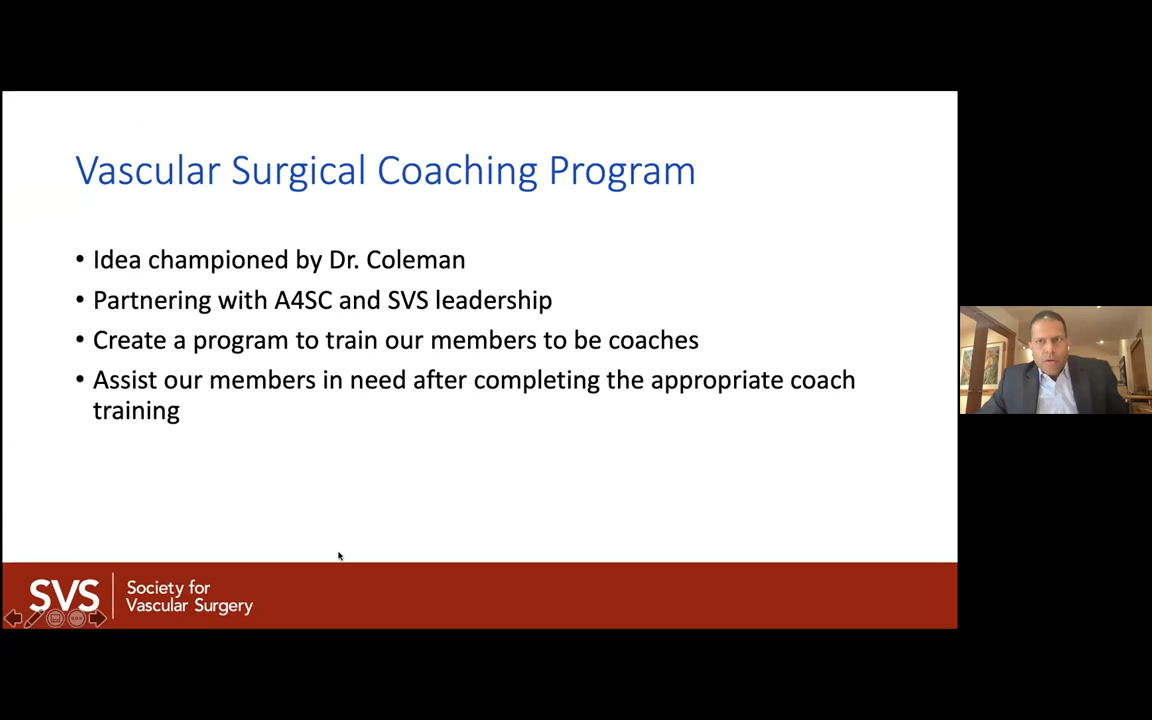 Vascular Surgical Coaching Program
• Idea championed by Dr. Coleman
• Partnering with A4SC and SVS leadership
• Create a program to train our members to be coaches
• Assist our members in need after completing the appropriate coach
training
SVS
Society for
Vascular Surgery